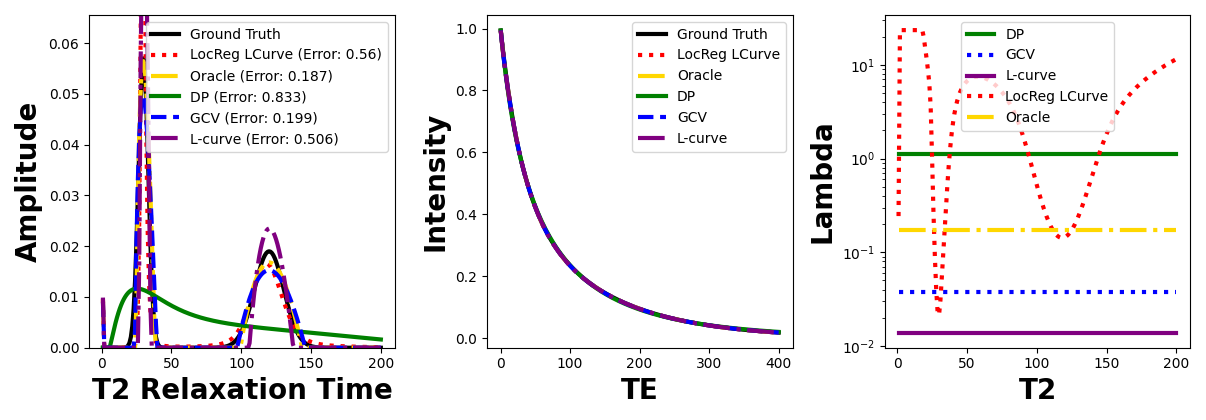 Amplitude
0.06
0.05
0.04
0.03
0.02
0.01
0.00
0
50
100
150
200
T2 Relaxation Time
Ground Truth
LocReg LCurve (Error: 0.56)
Oracle (Error: 0.187)
DP (Error: 0.833)
GCV (Error: 0.199)
L-curve (Error: 0.506)
Intensity
1.0
0.8
0.6
0.4
0.2
0.0
0
100
200
300
400
TE
Ground Truth
LocReg LCurve
Oracle
DP
GCV
L-curve
Lambda
10¹
10⁰
10⁻¹
10⁻²
0
50
100
150
200
T2
DP
GCV
L-curve
LocReg LCurve
Oracle